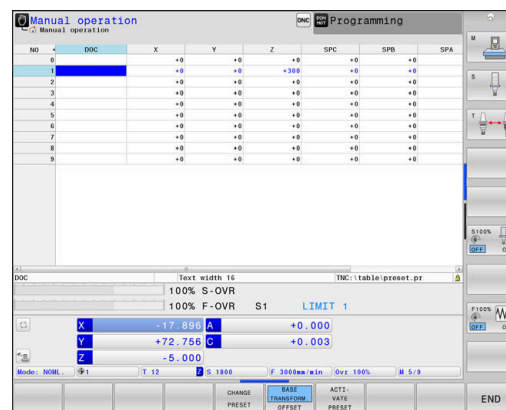 Manual operation
DNC
Programming
Manual operation
NO DOC X Y Z SPC SPB SPA
0 +0 +0 +0 +0 +0
1 +0 +0 +300 +0 +0
2 +0 +0 +0 +0 +0
3 +0 +0 +0 +0 +0
4 +0 +0 +0 +0 +0
5 +0 +0 +0 +0 +0
6 +0 +0 +0 +0 +0
7 +0 +0 +0 +0 +0
8 +0 +0 +0 +0 +0
9 +0 +0 +0 +0 +0
DOC Text width 16 TNC:\table\preset.pr
100% S-OVR
100% F-OVR S1 LIMIT 1
X -17.896 A +0.000
Y +72.756 C +0.003
Z -5.000
Mode: NOML. 1 T 12 Z S 1800 F 3000mm/min Ovr 100% M 5/9
CHANGE PRESET
BASE TRANSFORM OFFSET
ACTI- VATE PRESET
END
M
S
T
S100%
OFF
F100%
OFF